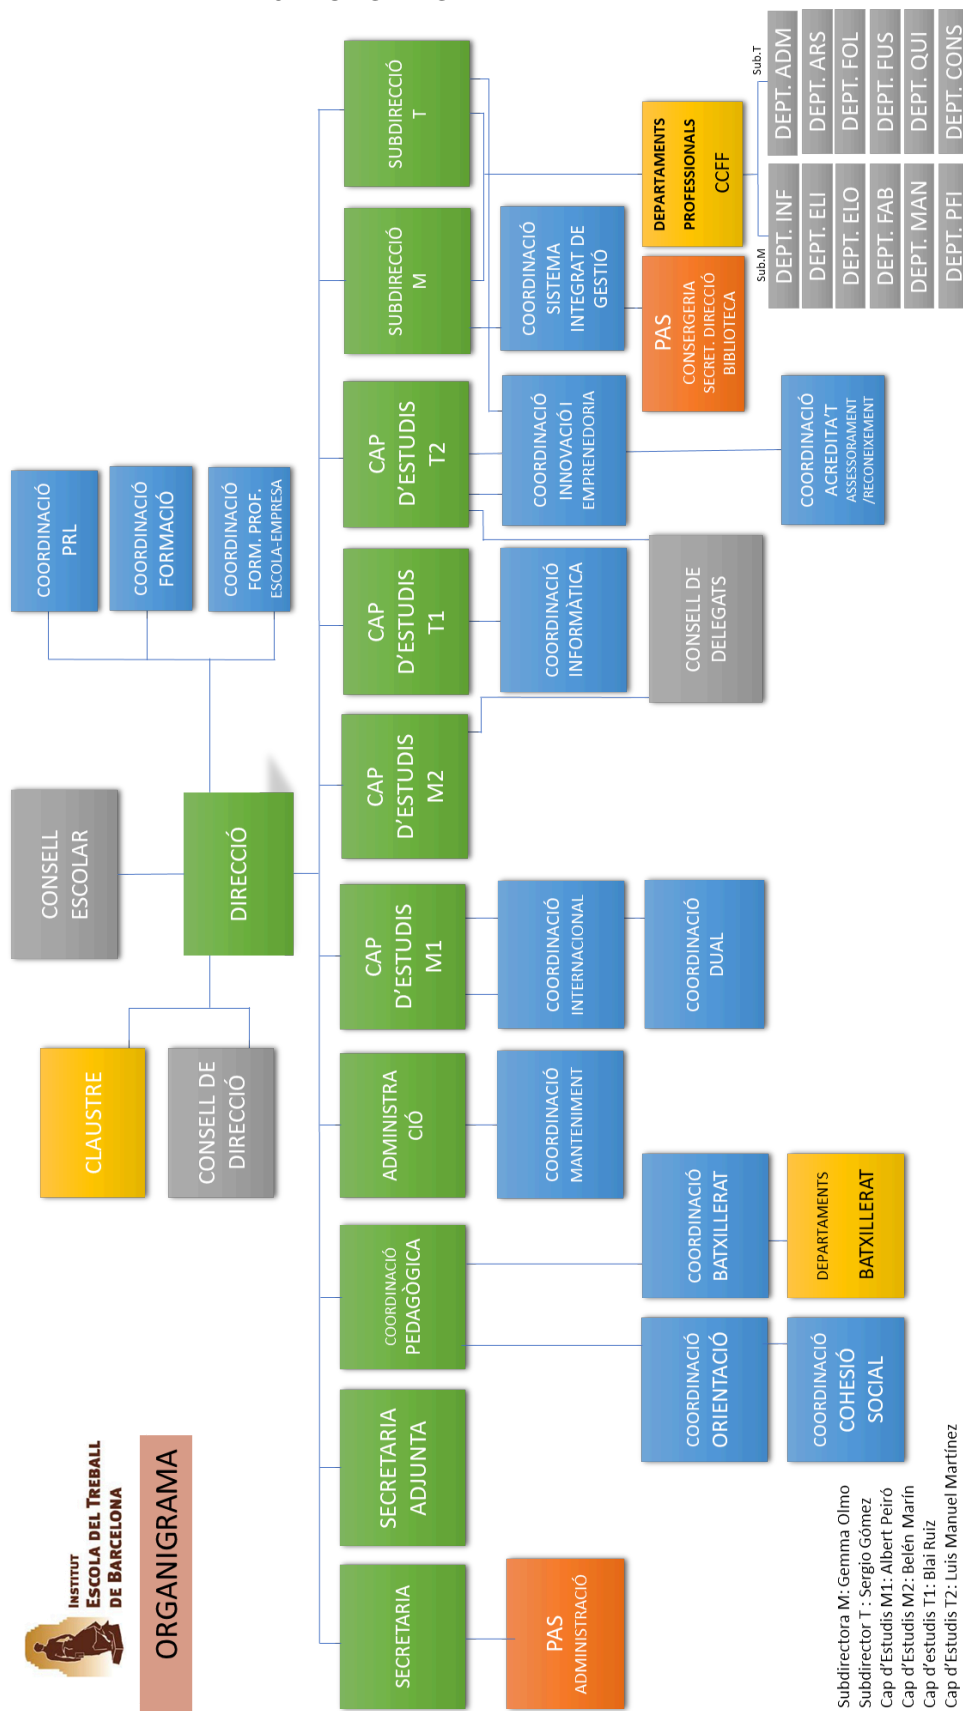 INSTITUT
ESCOLA DEL TREBALL
DE BARCELONA
ORGANIGRAMA
CLAUSTRE
CONSELL DE
DIRECCIÓ
CONSELL
ESCOLAR
DIRECCIÓ
COORDINACIÓ
PRL
COORDINACIÓ
FORMACIÓ
COORDINACIÓ
FORM. PROF.
ESCOLA-EMPRESA
SECRETARIA
SECRETARIA
ADJUNTA
COORDINACIÓ
PEDAGÒGICA
ADMINISTRA
CIÓ
CAP
D'ESTUDIS
M1
CAP
D'ESTUDIS
M2
CAP
D'ESTUDIS
T1
CAP
D'ESTUDIS
T2
SUBDIRECCIÓ
M
SUBDIRECCIÓ
T
PAS
ADMINISTRACIÓ
COORDINACIÓ
MANTENIMENT
COORDINACIÓ
INTERNACIONAL
COORDINACIÓ
INFORMÀTICA
COORDINACIÓ
INNOVACIÓ I
EMPRENEDORIA
COORDINACIÓ
SISTEMA
INTEGRAT DE
GESTIÓ
COORDINACIÓ
ORIENTACIÓ
COORDINACIÓ
BATXILLERAT
COORDINACIÓ
DUAL
CONSELL DE
DELEGATS
PAS
CONSERGERIA
SECRET. DIRECCIÓ
BIBLIOTECA
DEPARTAMENTS
PROFESSIONALS
CCFF
COORDINACIÓ
COHESIÓ
SOCIAL
DEPARTAMENTS
BATXILLERAT
COORDINACIÓ
ACREDITA'T
ASSESSORAMENT
/RECONEIXEMENT
Sub.M
DEPT. INF
DEPT. ELI
DEPT. ELO
DEPT. FAB
DEPT. MAN
DEPT. PFI
Sub.T
DEPT. ADM
DEPT. ARS
DEPT. FOL
DEPT. FUS
DEPT. QUI
DEPT. CONS
Subdirectora M: Gemma Olmo
Subdirector T : Sergio Gómez
Cap d'Estudis M1: Albert Peiró
Cap d'Estudis M2: Belén Marín
Cap d'estudis T1: Blai Ruiz
Cap d'Estudis T2: Luis Manuel Martínez